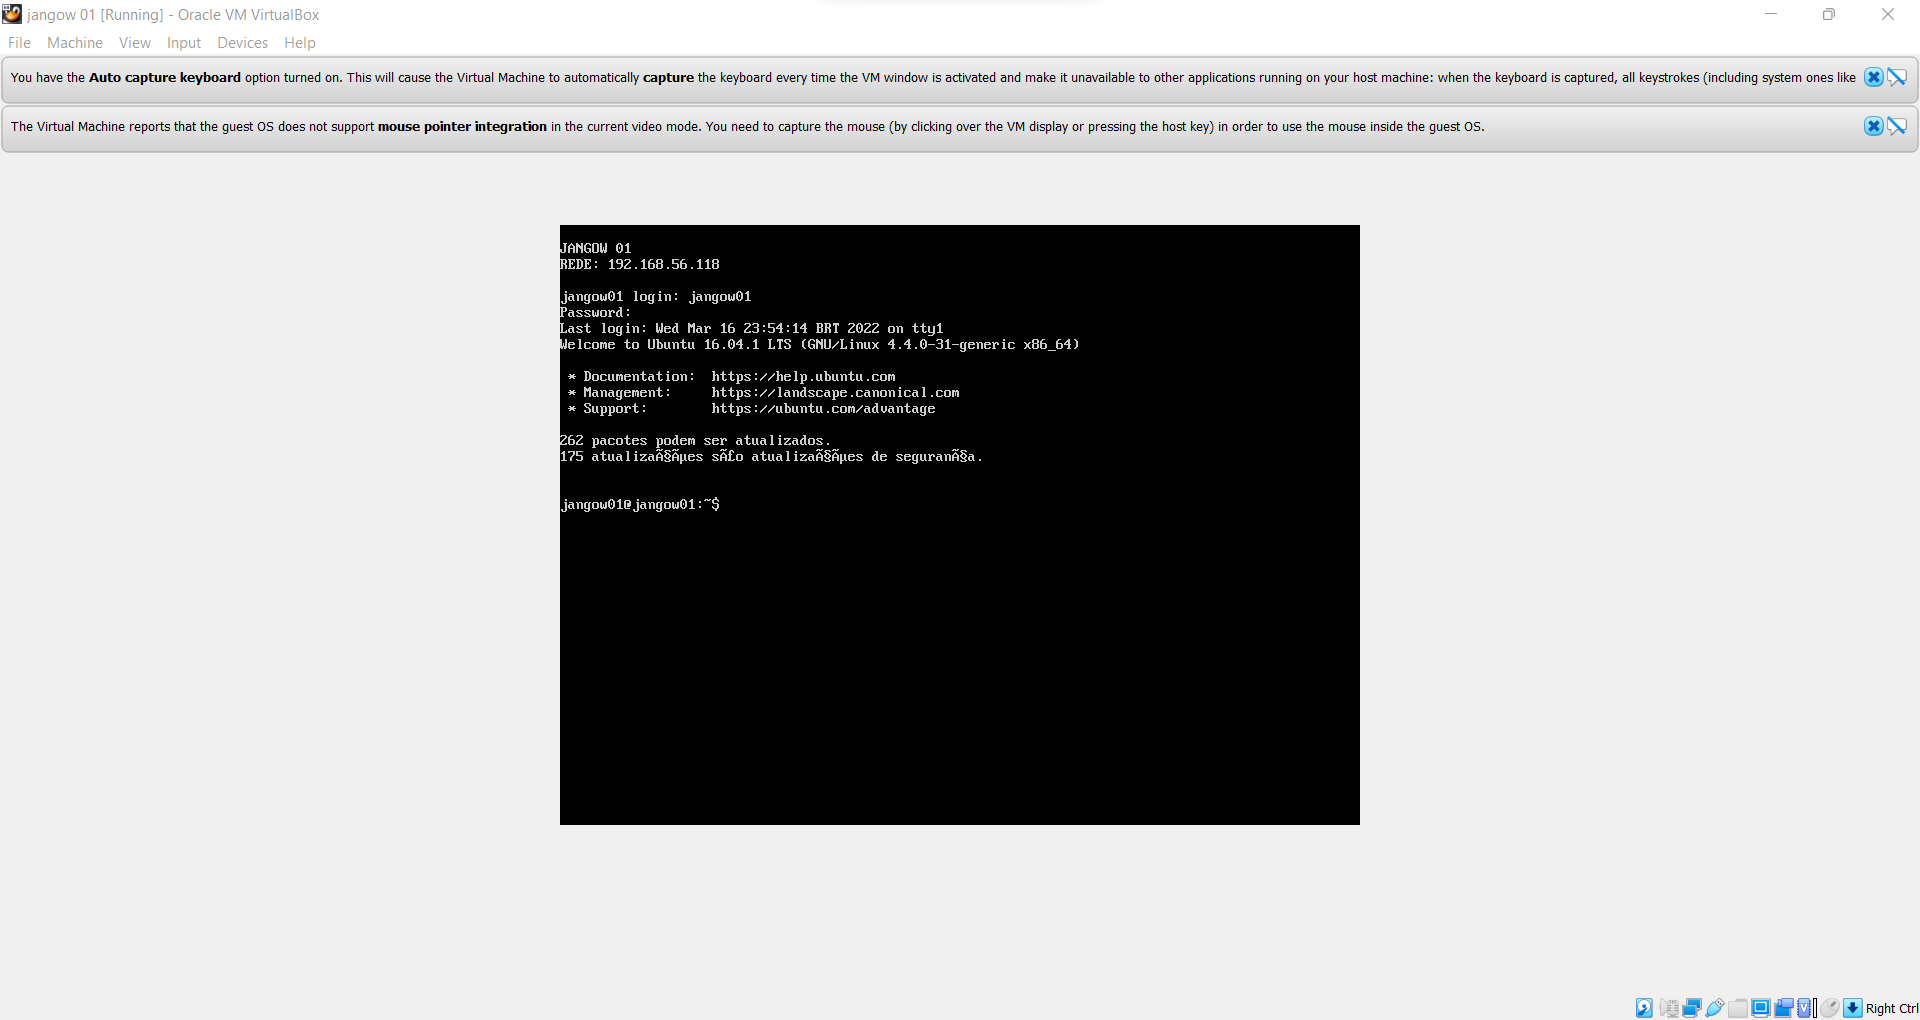 jangow 01 [Running] - Oracle VM VirtualBox
File Machine View Input Devices Help
You have the Auto capture keyboard option turned on. This will cause the Virtual Machine to automatically capture the keyboard every time the VM window is activated and make it unavailable to other applications running on your host machine: when the keyboard is captured, all keystrokes (including system ones like
The Virtual Machine reports that the guest OS does not support mouse pointer integration in the current video mode. You need to capture the mouse (by clicking over the VM display or pressing the host key) in order to use the mouse inside the guest OS.
JANGOW 01
REDE: 192.168.56.118
jangow01 login: jangow01
Password:
Last login: Wed Mar 16 23:54:14 BRT 2022 on tty1
Welcome to Ubuntu 16.04.1 LTS (GNU/Linux 4.4.0-31-generic x86_64)
* Documentation: https://help.ubuntu.com
* Management: https://landscape.canonical.com
* Support: https://ubuntu.com/advantage
262 pacotes podem ser atualizados.
175 atualizaÃ§Ãµes sÃ£o atualizaÃ§Ãµes de seguranÃ§a.
jangow01@jangow01:~$
Right Ctrl